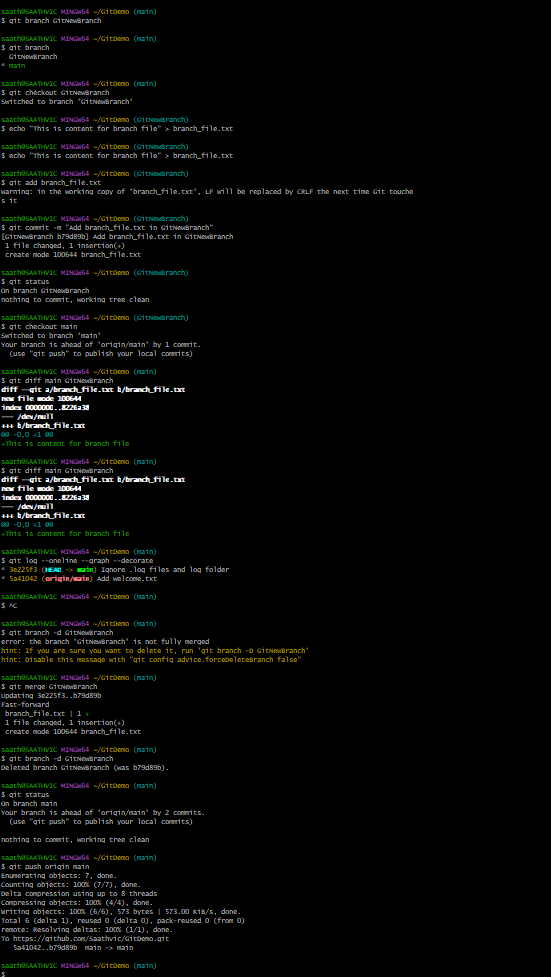 saath@SAATHVIC MINGW64 ~/GitDemo (main)
$ git branch GitNewBranch
saath@SAATHVIC MINGW64 ~/GitDemo (main)
$ git branch
  GitNewBranch
* main
saath@SAATHVIC MINGW64 ~/GitDemo (main)
$ git checkout GitNewBranch
Switched to branch 'GitNewBranch'
saath@SAATHVIC MINGW64 ~/GitDemo (GitNewBranch)
$ echo "This is content for branch file" > branch_file.txt
saath@SAATHVIC MINGW64 ~/GitDemo (GitNewBranch)
$ echo "This is content for branch file" > branch_file.txt
saath@SAATHVIC MINGW64 ~/GitDemo (GitNewBranch)
$ git add branch_file.txt
warning: in the working copy of 'branch_file.txt', LF will be replaced by CRLF the next time Git touche
s it
saath@SAATHVIC MINGW64 ~/GitDemo (GitNewBranch)
$ git commit -m "Add branch_file.txt in GitNewBranch"
[GitNewBranch b79d89b] Add branch_file.txt in GitNewBranch
 1 file changed, 1 insertion(+)
 create mode 100644 branch_file.txt
saath@SAATHVIC MINGW64 ~/GitDemo (GitNewBranch)
$ git status
On branch GitNewBranch
nothing to commit, working tree clean
saath@SAATHVIC MINGW64 ~/GitDemo (GitNewBranch)
$ git checkout main
Switched to branch 'main'
Your branch is ahead of 'origin/main' by 1 commit.
  (use "git push" to publish your local commits)
saath@SAATHVIC MINGW64 ~/GitDemo (main)
$ git diff main GitNewBranch
diff --git a/branch_file.txt b/branch_file.txt
new file mode 100644
index 0000000..8226a38
--- /dev/null
+++ b/branch_file.txt
@@ -0,0 +1 @@
+This is content for branch file
saath@SAATHVIC MINGW64 ~/GitDemo (main)
$ git diff main GitNewBranch
diff --git a/branch_file.txt b/branch_file.txt
new file mode 100644
index 0000000..8226a38
--- /dev/null
+++ b/branch_file.txt
@@ -0,0 +1 @@
+This is content for branch file
saath@SAATHVIC MINGW64 ~/GitDemo (main)
$ git log --oneline --graph --decorate
* 3e225f3 (HEAD -> main) Ignore .log files and log folder
* 5a41042 (origin/main) Add welcome.txt
saath@SAATHVIC MINGW64 ~/GitDemo (main)
$ ^C
saath@SAATHVIC MINGW64 ~/GitDemo (main)
$ git branch -d GitNewBranch
error: the branch 'GitNewBranch' is not fully merged
hint: If you are sure you want to delete it, run 'git branch -D GitNewBranch'
hint: Disable this message with "git config advice.forceDeleteBranch false"
saath@SAATHVIC MINGW64 ~/GitDemo (main)
$ git merge GitNewBranch
Updating 3e225f3..b79d89b
Fast-forward
 branch_file.txt | 1 +
 1 file changed, 1 insertion(+)
 create mode 100644 branch_file.txt
saath@SAATHVIC MINGW64 ~/GitDemo (main)
$ git branch -d GitNewBranch
Deleted branch GitNewBranch (was b79d89b).
saath@SAATHVIC MINGW64 ~/GitDemo (main)
$ git status
On branch main
Your branch is ahead of 'origin/main' by 2 commits.
  (use "git push" to publish your local commits)
nothing to commit, working tree clean
saath@SAATHVIC MINGW64 ~/GitDemo (main)
$ git push origin main
Enumerating objects: 7, done.
Counting objects: 100% (7/7), done.
Delta compression using up to 8 threads
Compressing objects: 100% (4/4), done.
Writing objects: 100% (6/6), 573 bytes | 573.00 KiB/s, done.
Total 6 (delta 1), reused 0 (delta 0), pack-reused 0 (from 0)
remote: Resolving deltas: 100% (1/1), done.
To https://github.com/Saathvic/GitDemo.git
   5a41042..b79d89b  main -> main
saath@SAATHVIC MINGW64 ~/GitDemo (main)
$